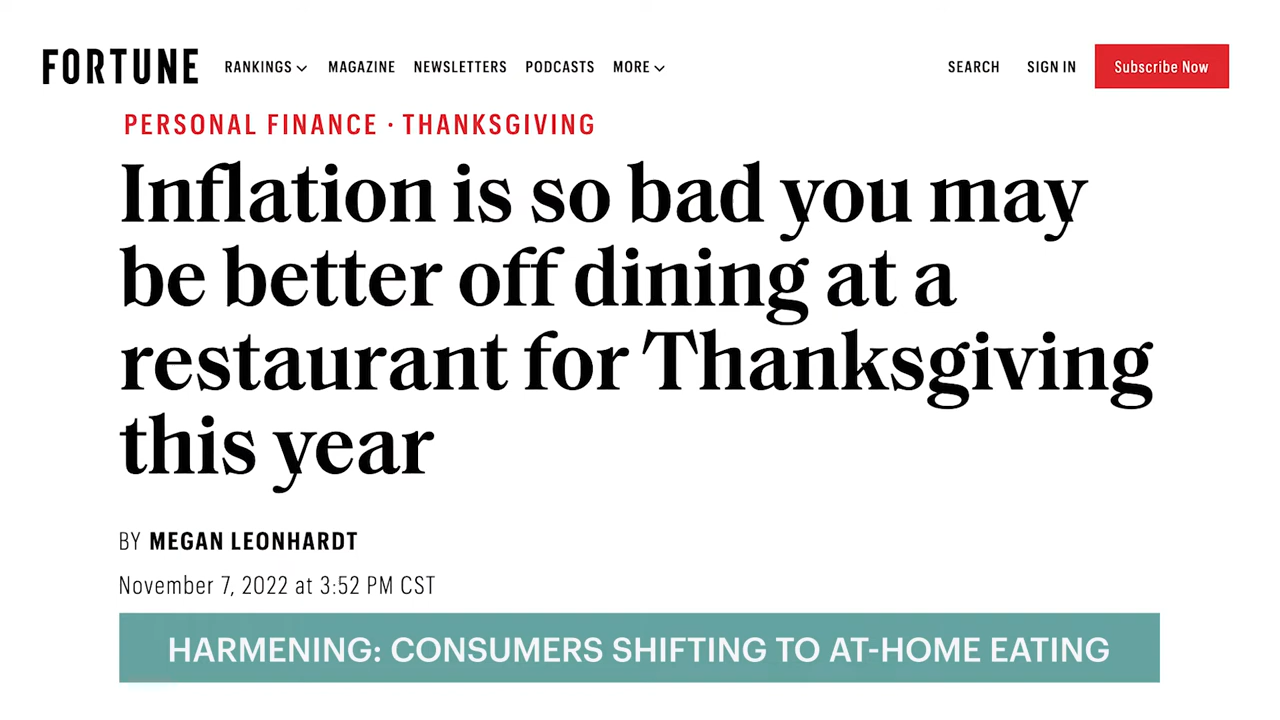 FORTUNE RANKINGS MAGAZINE NEWSLETTERS PODCASTS MORE SEARCH SIGN IN Subscribe Now
PERSONAL FINANCE · THANKSGIVING
Inflation is so bad you may
be better off dining at a
restaurant for Thanksgiving
this year
BY MEGAN LEONHARDT
November 7, 2022 at 3:52 PM CST
HARMENING: CONSUMERS SHIFTING TO AT-HOME EATING